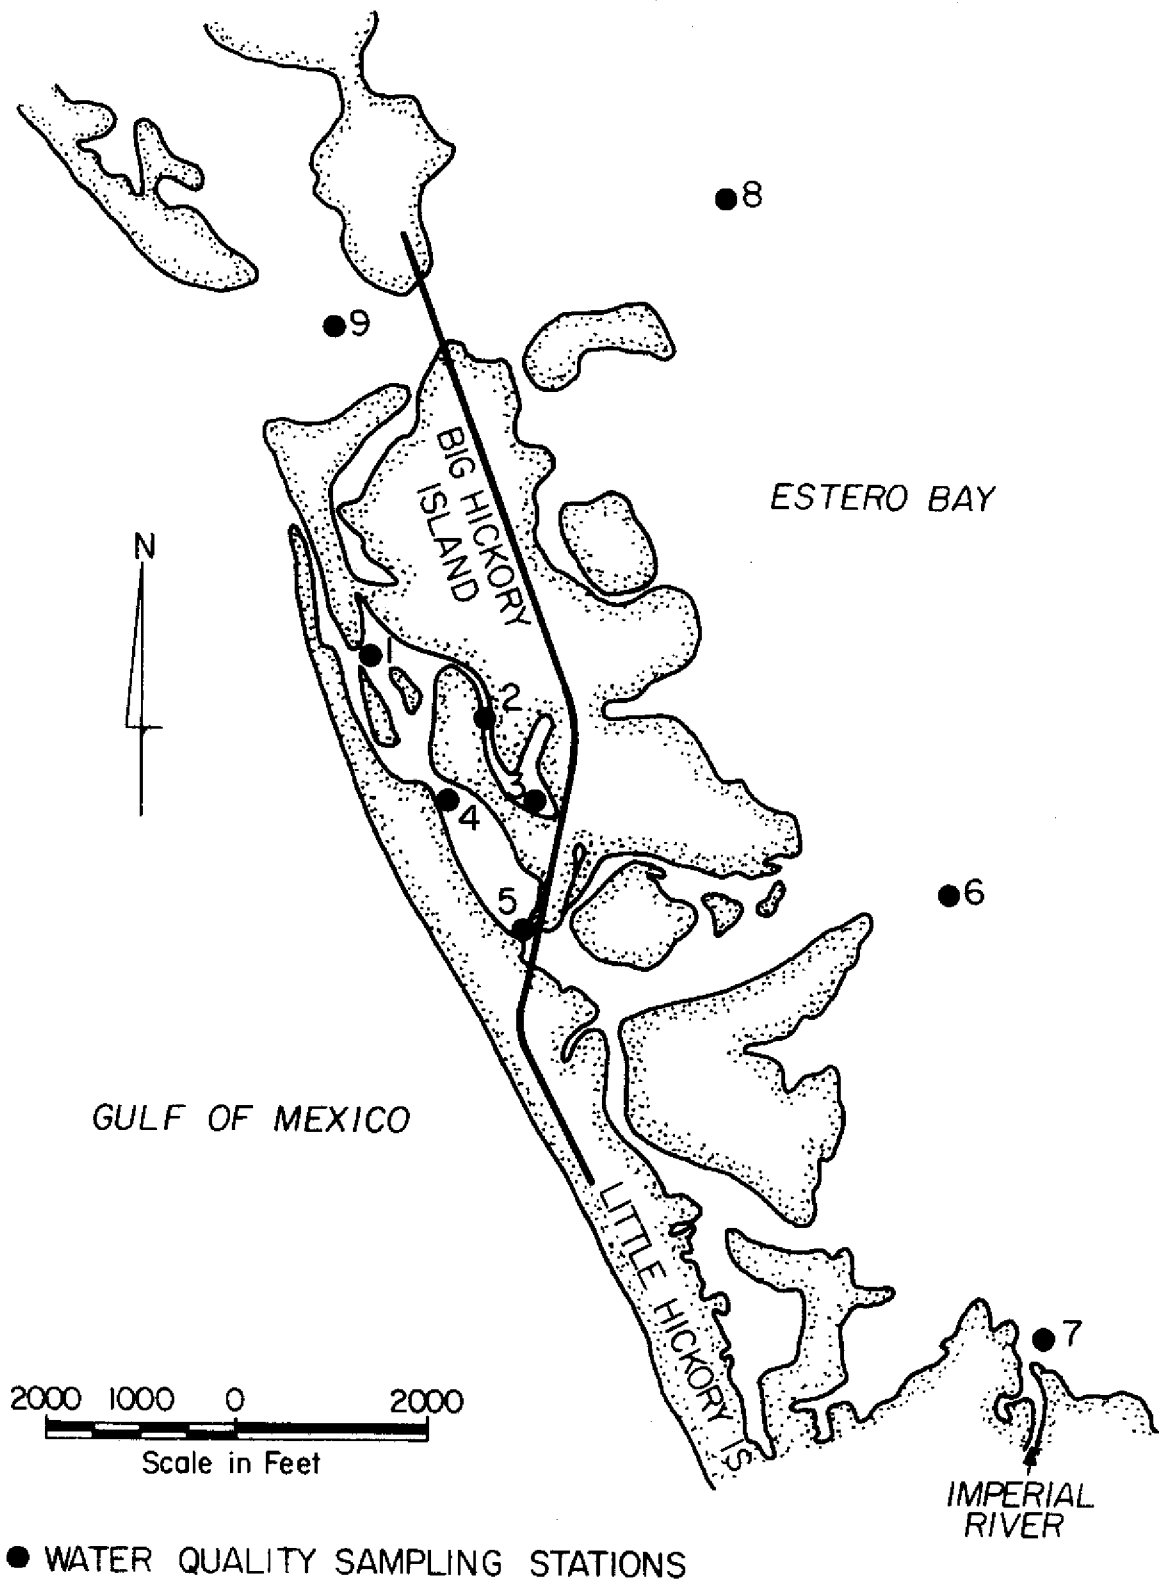 8
9
BIG HICKORY
ISLAND
ESTERO BAY
N
1
2
3
4
5
6
GULF OF MEXICO
LITTLE HICKORY IS
7
2000 1000 0 2000
Scale in Feet
IMPERIAL
RIVER
WATER QUALITY SAMPLING STATIONS